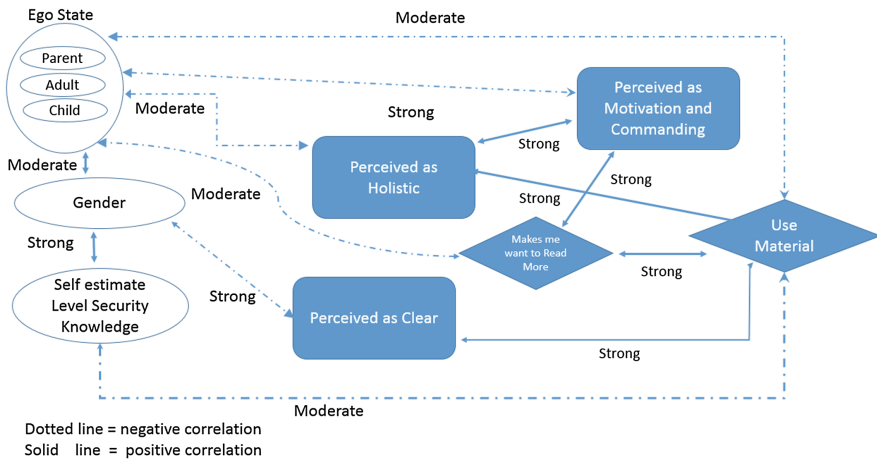 Ego State
Parent
Adult
Child
Moderate
Moderate
Strong
Perceived as
Motivation and
Commanding
Strong
Moderate
Perceived as
Holistic
Strong
Gender
Moderate
Strong
Makes me
want to Read
More
Use
Material
Strong
Strong
Self estimate
Level Security
Knowledge
Strong
Perceived as Clear
Strong
Moderate
Dotted line = negative correlation
Solid line = positive correlation